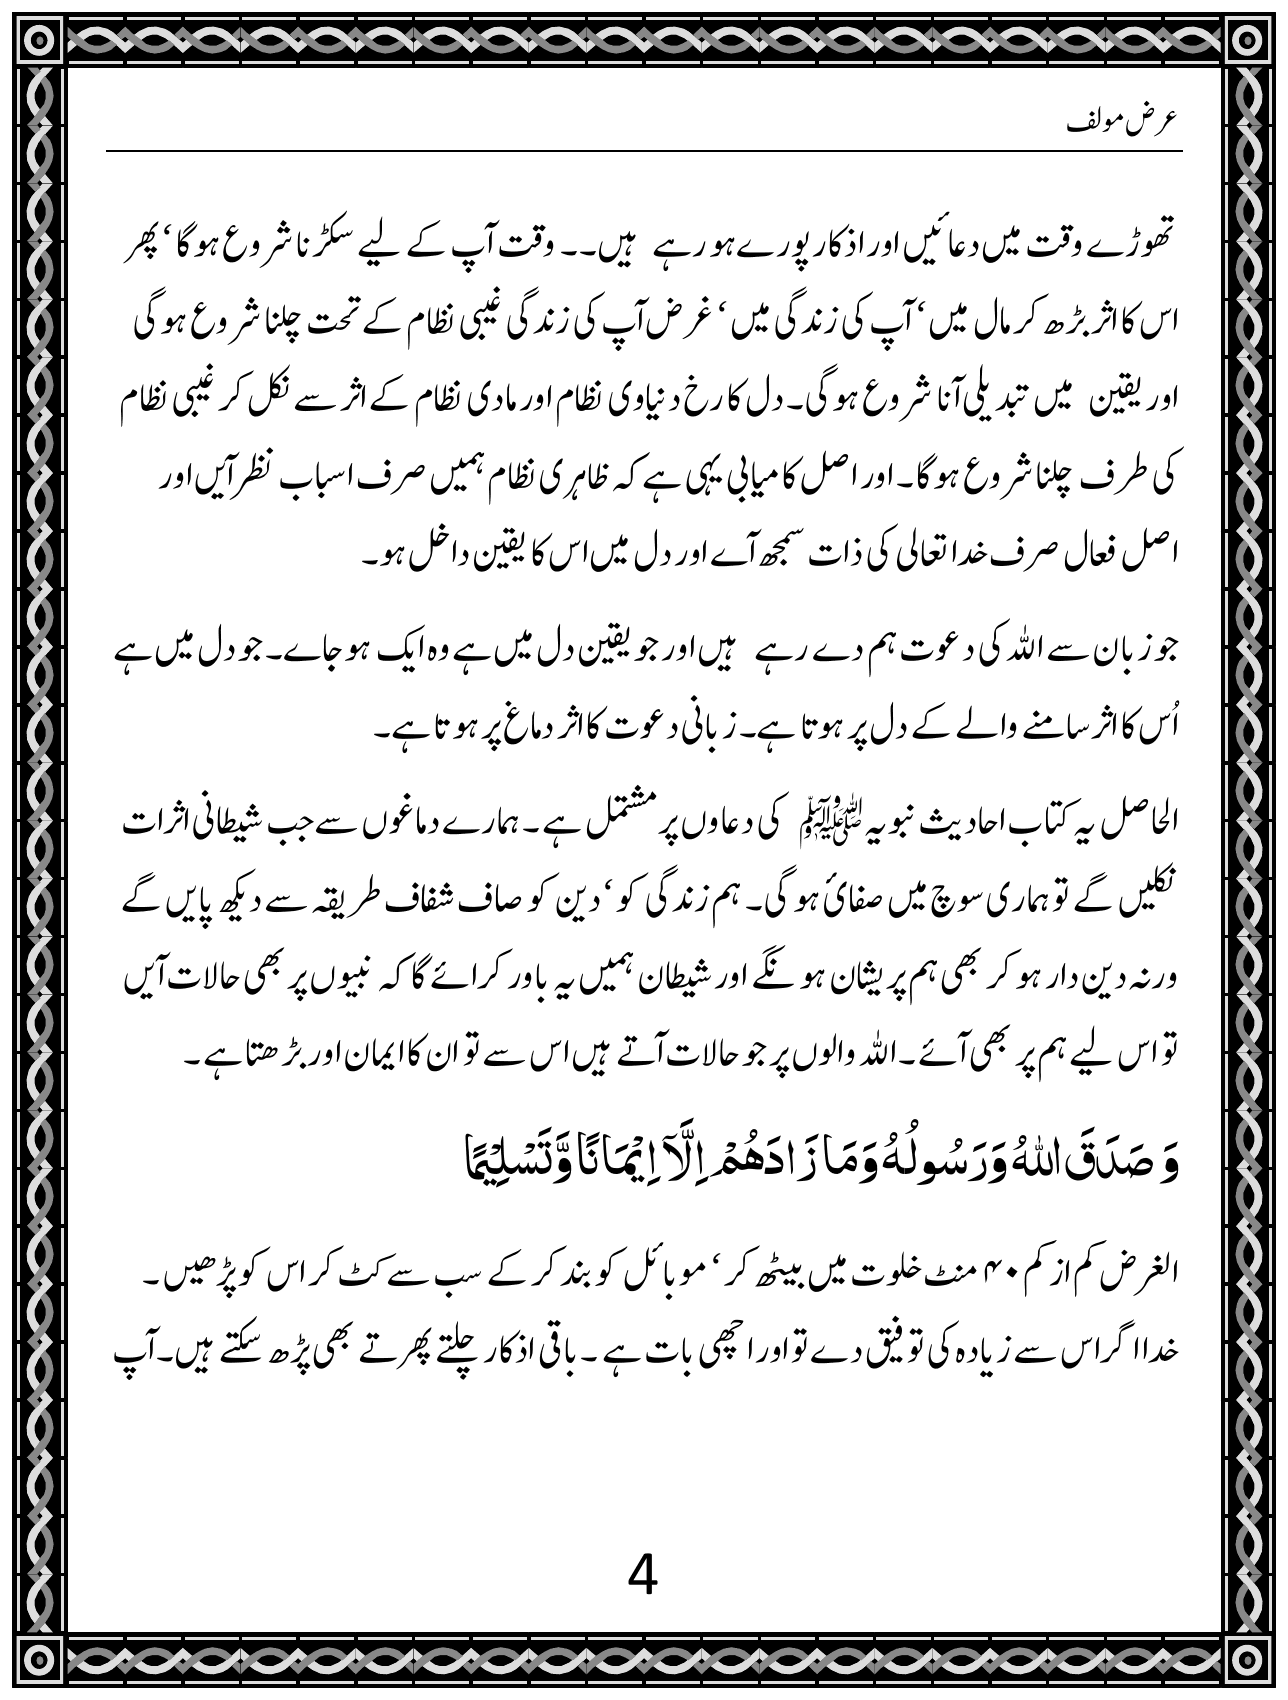 عرض مولف
تھوڑے وقت میں دعائیں اور اذکار پورے ہو رہے ہیں۔۔ وقت آپ کے لیے سکڑنا شروع ہو گا‘ پھر
اس کا اثر بڑھ کر مال میں‘ آپ کی زندگی میں‘ غرض آپ کی زندگی غیبی نظام کے تحت چلنا شروع ہو گی
اور یقین میں تبدیلی آنا شروع ہو گی۔ دل کا رخ دنیاوی نظام اور مادی نظام کے اثر سے نکل کر غیبی نظام
کی طرف چلنا شروع ہو گا۔ اور اصل کامیابی یہی ہے کہ ظاہری نظام ہمیں صرف اسباب نظر آیں اور
اصل فعال صرف خدا تعالی کی ذات سمجھ آے اور دل میں اس کا یقین داخل ہو۔
جو زبان سے اللہ کی دعوت ہم دے رہے ہیں اور جو یقین دل میں ہے وہ ایک ہو جاے۔ جو دل میں ہے
اُس کا اثر سامنے والے کے دل پر ہوتا ہے۔ زبانی دعوت کا اثر دماغ پر ہوتا ہے۔
الحاصل یہ کتاب احادیث نبویہ ﷺ کی دعاوں پر مشتمل ہے۔ ہمارے دماغوں سے جب شیطانی اثرات
نکلیں گے تو ہماری سوچ میں صفائ ہو گی۔ ہم زندگی کو‘ دین کو صاف شفاف طریقہ سے دیکھ پایں گے
ورنہ دین دار ہو کر بھی ہم پریشان ہونگے اور شیطان ہمیں یہ باور کرائے گا کہ نبیوں پر بھی حالات آیں
تو اس لیے ہم پر بھی آئے۔ اللہ والوں پر جو حالات آتے ہیں اس سے تو ان کا ایمان اور بڑھتا ہے۔
وَ صَدَقَ اللهُ وَرَسُولُهٗ وَمَا زَادَهُمْ اِلَّآ اِيْمَانًا وَّتَسْلِيْمًا
الغرض کم از کم ۴۰ منٹ خلوت میں بیٹھ کر‘ موبائل کو بند کر کے سب سے کٹ کر اس کو پڑھیں۔
خدا اگر اس سے زیادہ کی توفیق دے تو اور اچھی بات ہے۔ باقی اذکار چلتے پھرتے بھی پڑھ سکتے ہیں۔ آپ
4